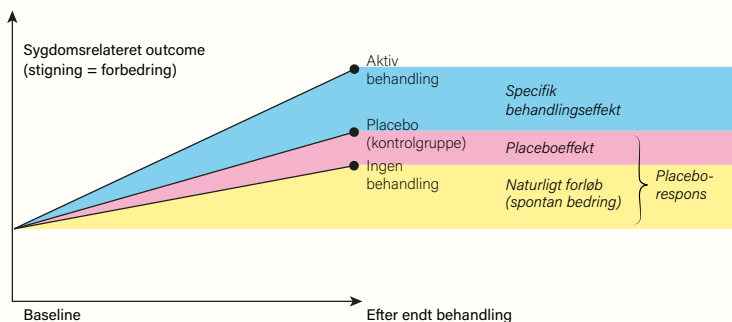 Sygdomsrelateret outcome
(stigning = forbedring)
Aktiv
behandling
Specifik
behandlingseffekt
Placebo
(kontrolgruppe)
Placeboeffekt
Ingen
behandling
Naturligt forløb
(spontan bedring)
Placebo-
respons
Baseline
Efter endt behandling